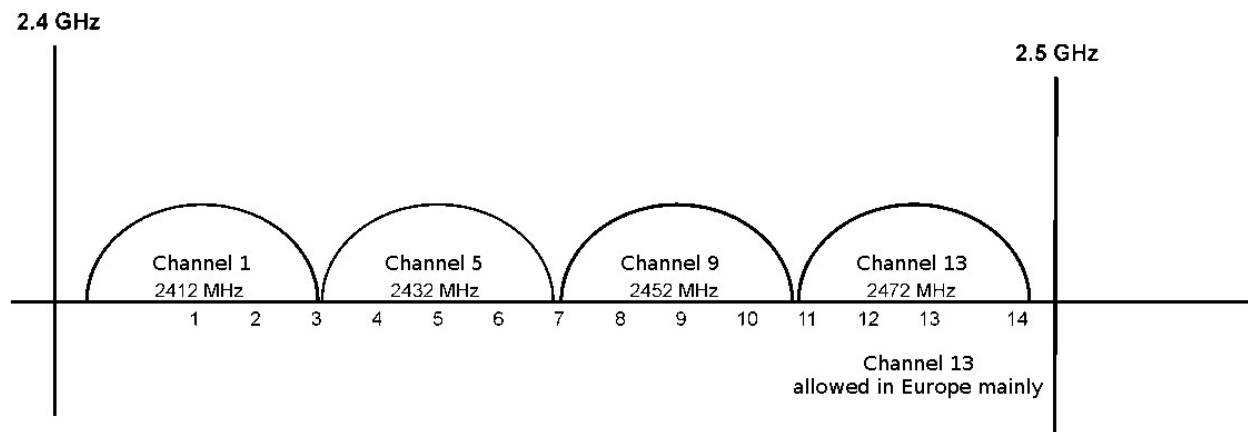 2.4 GHz
2.5 GHz
Channel 1
2412 MHz
Channel 5
2432 MHz
Channel 9
2452 MHz
Channel 13
2472 MHz
1 2 3 4 5 6 7 8 9 10 11 12 13 14
Channel 13
allowed in Europe mainly